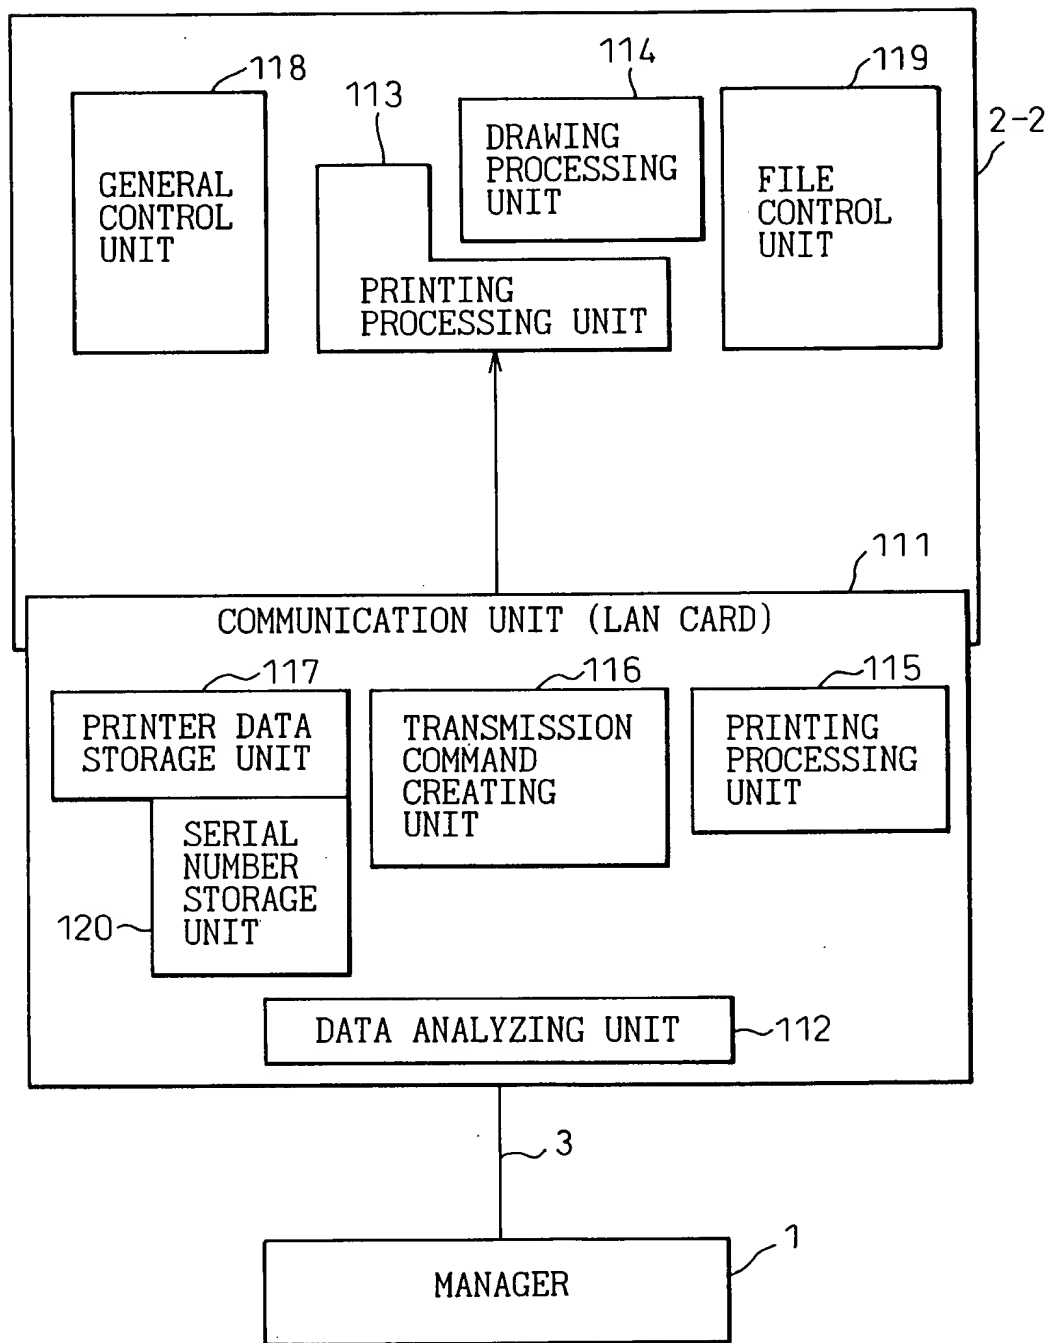 118
113
114
119
2-2
GENERAL
CONTROL
UNIT
DRAWING
PROCESSING
UNIT
FILE
CONTROL
UNIT
PRINTING
PROCESSING UNIT
111
COMMUNICATION UNIT (LAN CARD)
117
116
115
PRINTER DATA
STORAGE UNIT
TRANSMISSION
COMMAND
CREATING
UNIT
PRINTING
PROCESSING
UNIT
SERIAL
NUMBER
STORAGE
UNIT
120
DATA ANALYZING UNIT
112
3
1
MANAGER